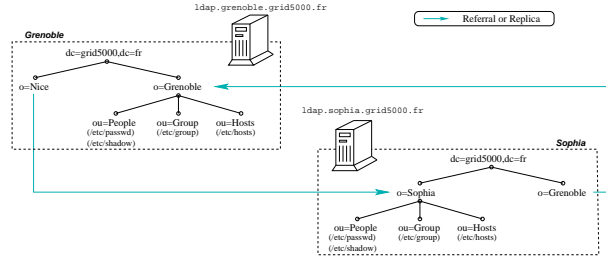 ldap.grenoble.grid5000.fr
Referral or Replica
Grenoble
dc=grid5000,dc=fr
o=Nice
o=Grenoble
ou=People ou=Group ou=Hosts
(/etc/passwd) (/etc/group) (/etc/hosts)
(/etc/shadow)
ldap.sophia.grid5000.fr
Sophia
dc=grid5000,dc=fr
o=Sophia
o=Grenoble
ou=People ou=Group ou=Hosts
(/etc/passwd) (/etc/group) (/etc/hosts)
(/etc/shadow)